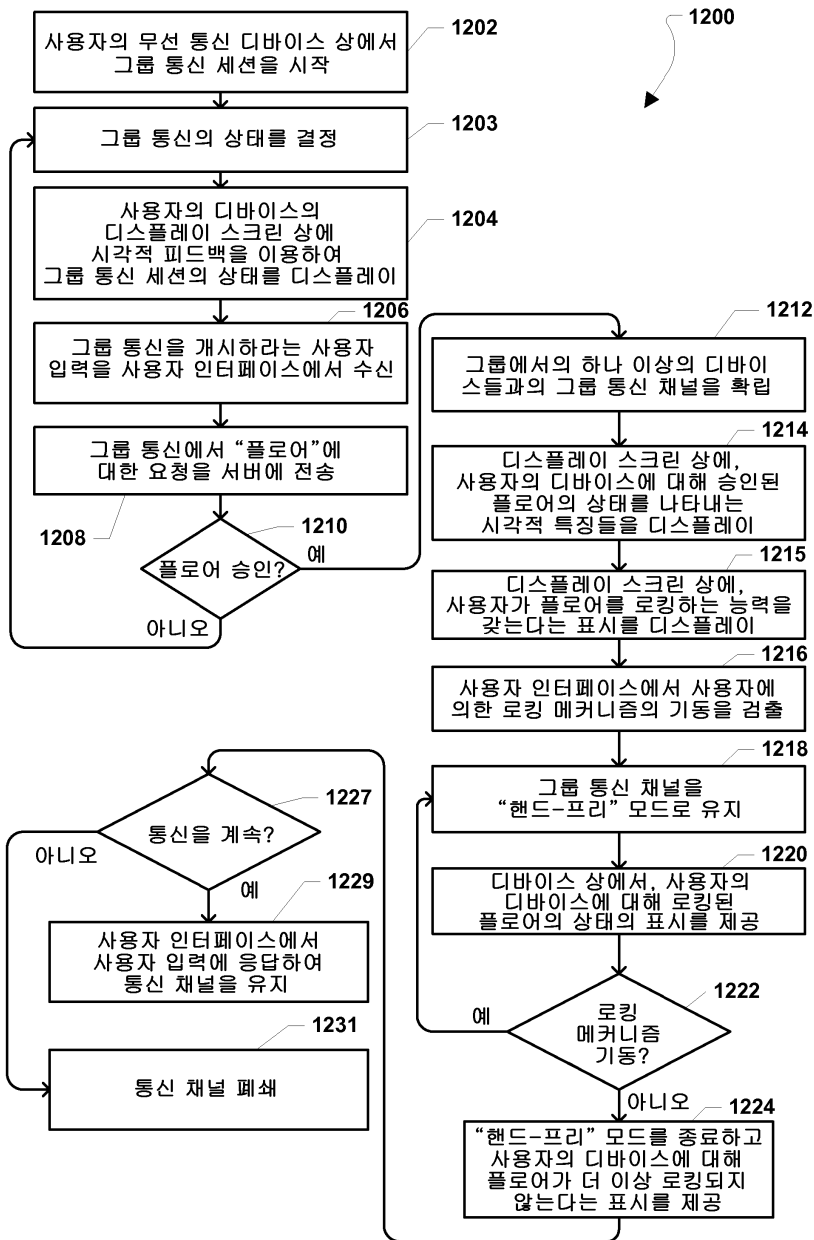 1200
사용자의 무선 통신 디바이스 상에서
그룹 통신 세션을 시작
1202
그룹 통신의 상태를 결정
1203
사용자의 디바이스의
디스플레이 스크린 상에
시각적 피드백을 이용하여
그룹 통신 세션의 상태를 디스플레이
1204
1206
그룹 통신을 개시하라는 사용자
입력을 사용자 인터페이스에서 수신
그룹 통신에서 “플로어”에
대한 요청을 서버에 전송
1208
1210
플로어 승인?
예
아니오
1212
그룹에서의 하나 이상의 디바이
스들과의 그룹 통신 채널을 확립
1214
디스플레이 스크린 상에,
사용자의 디바이스에 대해 승인된
플로어의 상태를 나타내는
시각적 특징들을 디스플레이
1215
디스플레이 스크린 상에,
사용자가 플로어를 로킹하는 능력을
갖는다는 표시를 디스플레이
1216
사용자 인터페이스에서 사용자에
의한 로킹 메커니즘의 기동을 검출
1218
그룹 통신 채널을
“핸드-프리” 모드로 유지
1220
디바이스 상에서, 사용자의
디바이스에 대해 로킹된
플로어의 상태의 표시를 제공
1222
로킹
메커니즘
기동?
예
아니오
1224
“핸드-프리” 모드를 종료하고
사용자의 디바이스에 대해
플로어가 더 이상 로킹되지
않는다는 표시를 제공
1227
통신을 계속?
아니오
예
1229
사용자 인터페이스에서
사용자 입력에 응답하여
통신 채널을 유지
1231
통신 채널 폐쇄